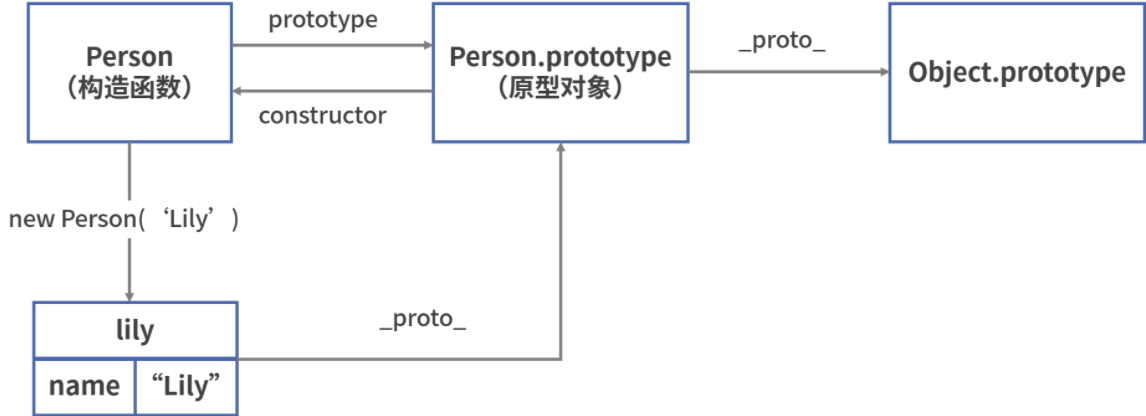 prototype
_proto_
Person
（构造函数）
Person.prototype
（原型对象）
Object.prototype
constructor
new Person(‘Lily’)
_proto_
lily
name
“Lily”